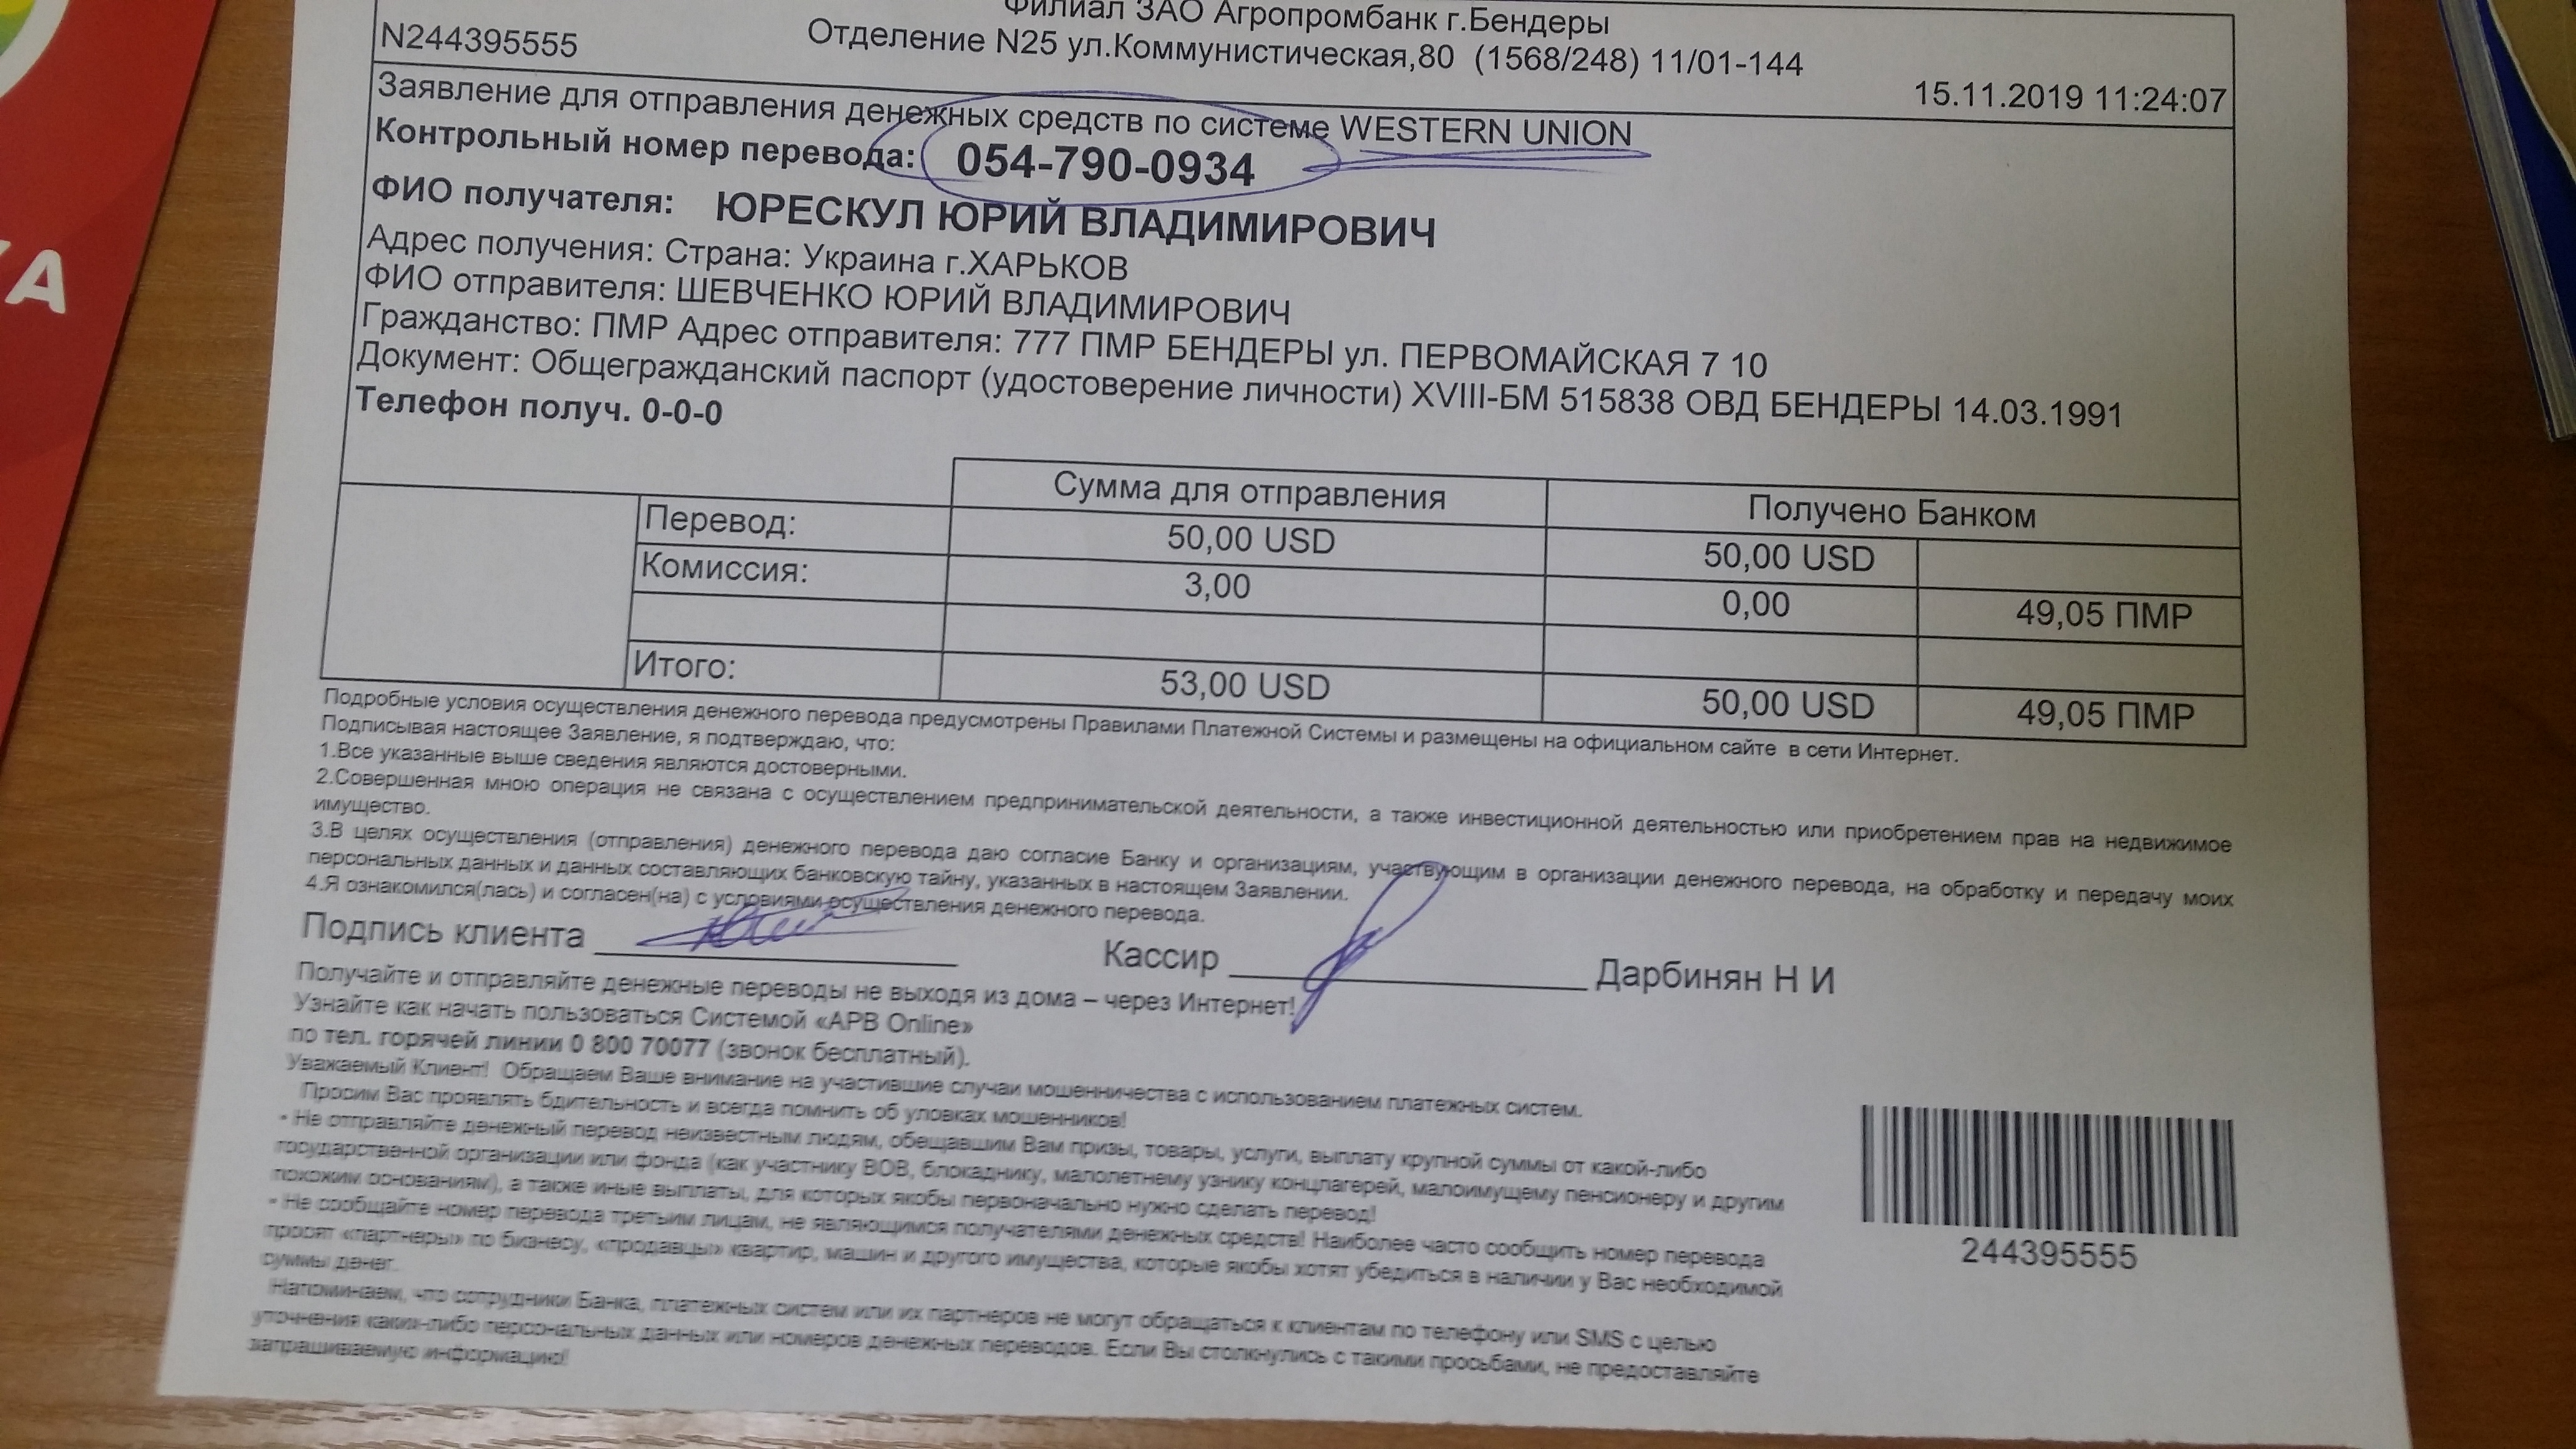 Филиал ЗАО Агропромбанк г.Бендеры
N244395555
Отделение N25 ул.Коммунистическая,80 (1568/248) 11/01-144
15.11.2019 11:24:07
Заявление для отправления денежных средств по системе WESTERN UNION
Контрольный номер перевода: 054-790-0934
ФИО получателя: ЮРЕСКУЛ ЮРИЙ ВЛАДИМИРОВИЧ
Адрес получения: Страна: Украина г.ХАРЬКОВ
ФИО отправителя: ШЕВЧЕНКО ЮРИЙ ВЛАДИМИРОВИЧ
Гражданство: ПМР Адрес отправителя: 777 ПМР БЕНДЕРЫ ул. ПЕРВОМАЙСКАЯ 7 10
Документ: Общегражданский паспорт (удостоверение личности) XVIII-БМ 515838 ОВД БЕНДЕРЫ 14.03.1991
Телефон получ. 0-0-0
Сумма для отправления Получено Банком
Перевод: 50,00 USD 50,00 USD
Комиссия: 3,00 0,00 49,05 ПМР
Итого: 53,00 USD 50,00 USD 49,05 ПМР
Подробные условия осуществления денежного перевода предусмотрены Правилами Платежной Системы и размещены на официальном сайте в сети Интернет.
Подписывая настоящее Заявление, я подтверждаю, что:
1.Все указанные выше сведения являются достоверными.
2.Совершенная мною операция не связана с осуществлением предпринимательской деятельности, а также инвестиционной деятельностью или приобретением прав на недвижимое
имущество.
3.В целях осуществления (отправления) денежного перевода даю согласие Банку и организациям, участвующим в организации денежного перевода, на обработку и передачу моих
персональных данных и данных составляющих банковскую тайну, указанных в настоящем Заявлении.
4.Я ознакомился(лась) и согласен(на) с условиями осуществления денежного перевода.
Подпись клиента Кассир Дарбинян Н И
Получайте и отправляйте денежные переводы не выходя из дома – через Интернет!
Узнайте как начать пользоваться Системой «APB Online»
по тел. горячей линии 0 800 70077 (звонок бесплатный).
Уважаемый Клиент! Обращаем Ваше внимание на участившие случаи мошенничества с использованием платежных систем.
Просим Вас проявлять бдительность и всегда помнить об уловках мошенников!
- Не отправляйте денежный перевод неизвестным людям, обещавшим Вам призы, товары, услуги, выплату крупной суммы от какой-либо
государственной организации или фонда (как участнику ВОВ, блокаднику, малолетнему узнику концлагерей, малоимущему пенсионеру и другим
похожим основаниям), а также иные выплаты, для которых якобы первоначально нужно сделать перевод!
- Не сообщайте номер перевода третьим лицам, не являющимся получателями денежных средств! Наиболее часто сообщить номер перевода
просят «партнеры» по бизнесу, «продавцы» квартир, машин и другого имущества, которые якобы хотят убедиться в наличии у Вас необходимой
суммы денег.
Напоминаем, что сотрудники Банка, платежных систем или их партнеров не могут обращаться к клиентам по телефону или SMS с целью
уточнения каких-либо персональных данных или номеров денежных переводов. Если Вы столкнулись с такими просьбами, не предоставляйте
запрашиваемую информацию!
244395555